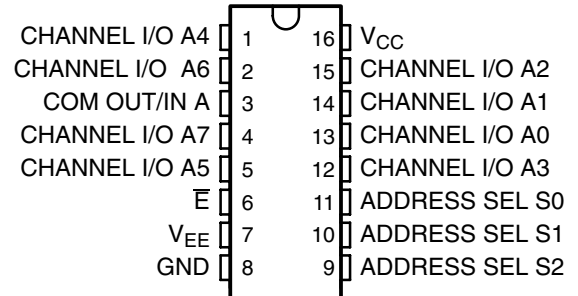 CHANNEL I/O A4 1 16 VCC
CHANNEL I/O A6 2 15 CHANNEL I/O A2
COM OUT/IN A 3 14 CHANNEL I/O A1
CHANNEL I/O A7 4 13 CHANNEL I/O A0
CHANNEL I/O A5 5 12 CHANNEL I/O A3
E̅ 6 11 ADDRESS SEL S0
VEE 7 10 ADDRESS SEL S1
GND 8 9 ADDRESS SEL S2